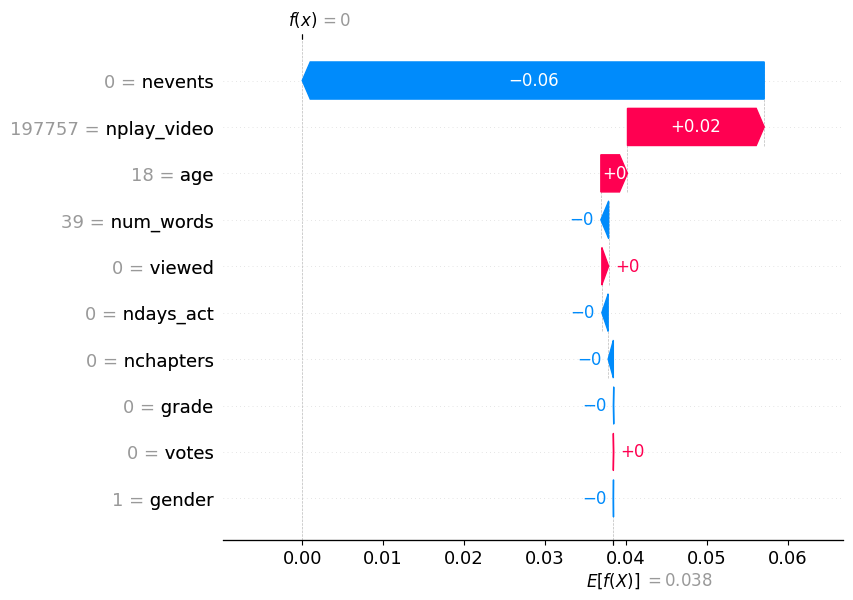 f(x) = 0
0 = nevents −0.06
197757 = nplay_video +0.02
18 = age +0
39 = num_words −0
0 = viewed +0
0 = ndays_act −0
0 = nchapters −0
0 = grade −0
0 = votes +0
1 = gender −0
0.00 0.01 0.02 0.03 0.04 0.05 0.06
E[f(X)] = 0.038